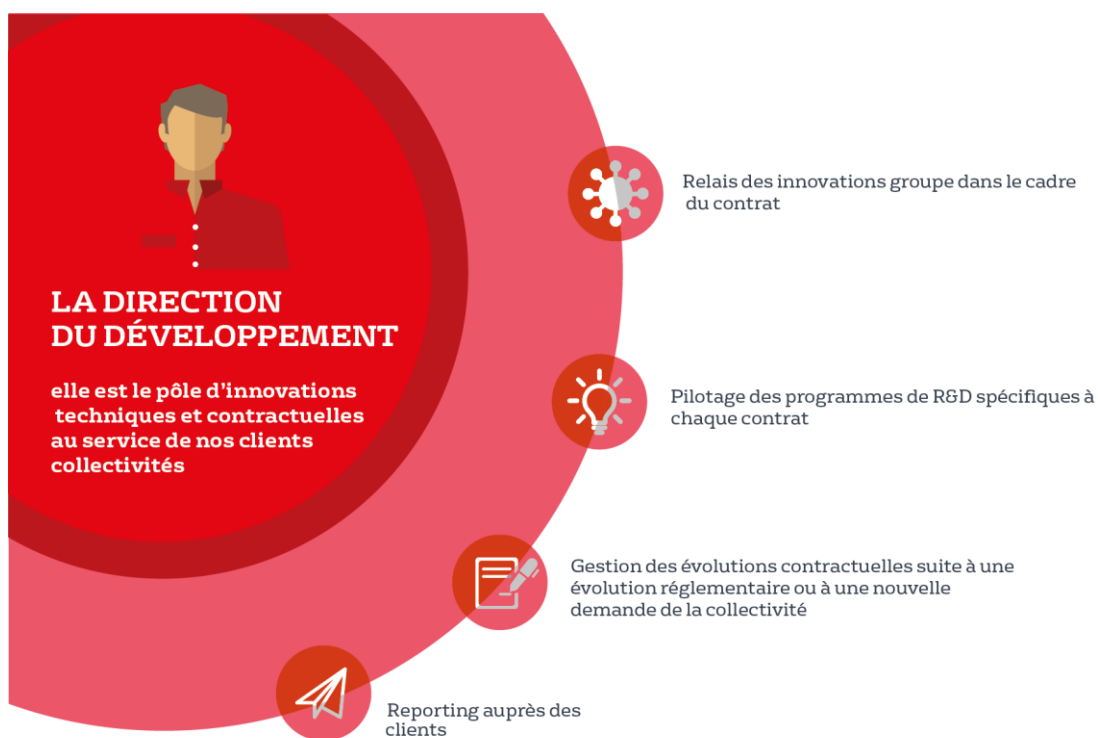 LA DIRECTION
DU DÉVELOPPEMENT
elle est le pôle d'innovations
techniques et contractuelles
au service de nos clients
collectivités
Relais des innovations groupe dans le cadre
du contrat
Pilotage des programmes de R&D spécifiques à
chaque contrat
Gestion des évolutions contractuelles suite à une
évolution réglementaire ou à une nouvelle
demande de la collectivité
Reporting auprès des
clients